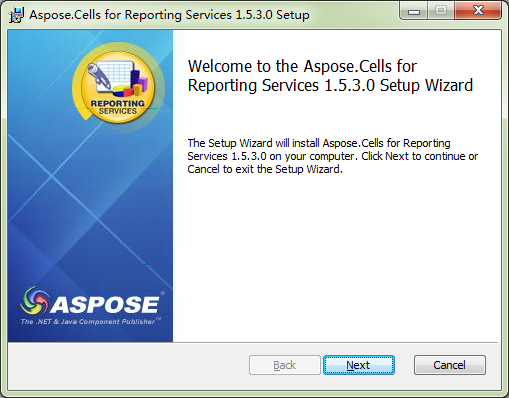 Aspose.Cells for Reporting Services 1.5.3.0 Setup
REPORTING
SERVICES
Welcome to the Aspose.Cells for
Reporting Services 1.5.3.0 Setup Wizard
The Setup Wizard will install Aspose.Cells for Reporting
Services 1.5.3.0 on your computer. Click Next to continue or
Cancel to exit the Setup Wizard.
ASPOSE®
The .NET & Java Component Publisher™
Back Next Cancel